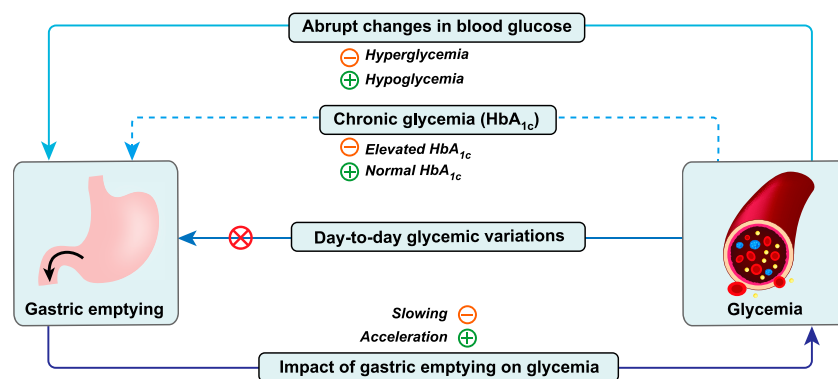 Abrupt changes in blood glucose
Hyperglycemia
Hypoglycemia
Chronic glycemia (HbA1c)
Elevated HbA1c
Normal HbA1c
Day-to-day glycemic variations
Gastric emptying
Glycemia
Slowing
Acceleration
Impact of gastric emptying on glycemia